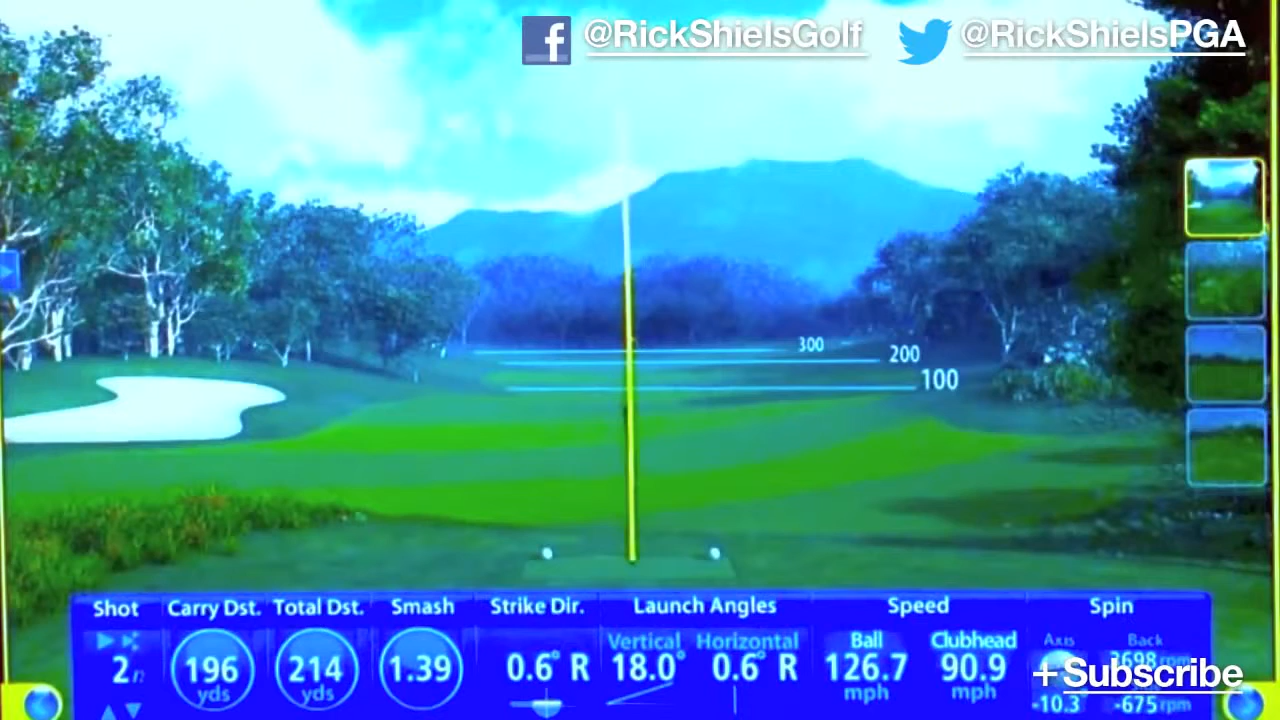 @RickShielsGolf @RickShielsPGA
300
200
100
Shot Carry Dst. Total Dst. Smash Strike Dir. Launch Angles Speed Spin
Vertical Horizontal Ball Clubhead Axis Back
2 196 yds 214 yds 1.39 0.6° R 18.0° 0.6° R 126.7 mph 90.9 mph 3698 rpm
+Subscribe
-10.3 -675 rpm